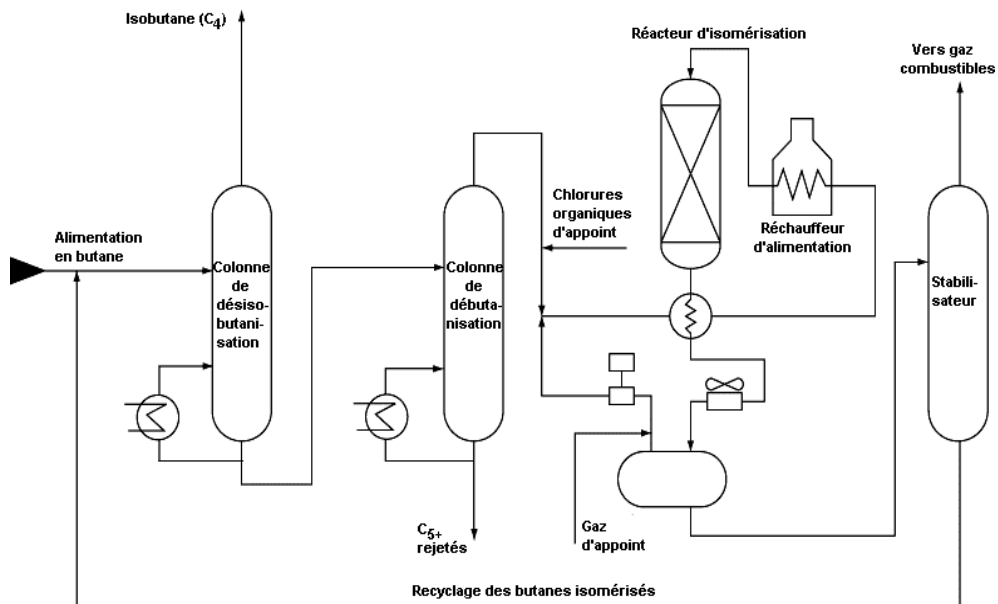 Isobutane (C4)
Réacteur d'isomérisation
Vers gaz
combustibles
Alimentation
en butane
Colonne
de
désiso-
butani-
sation
Colonne
de
débuta-
nisation
Chlorures
organiques
d'appoint
Réchauffeur
d'alimentation
Stabili-
sateur
C5+
rejetés
Gaz
d'appoint
Recyclage des butanes isomérisés